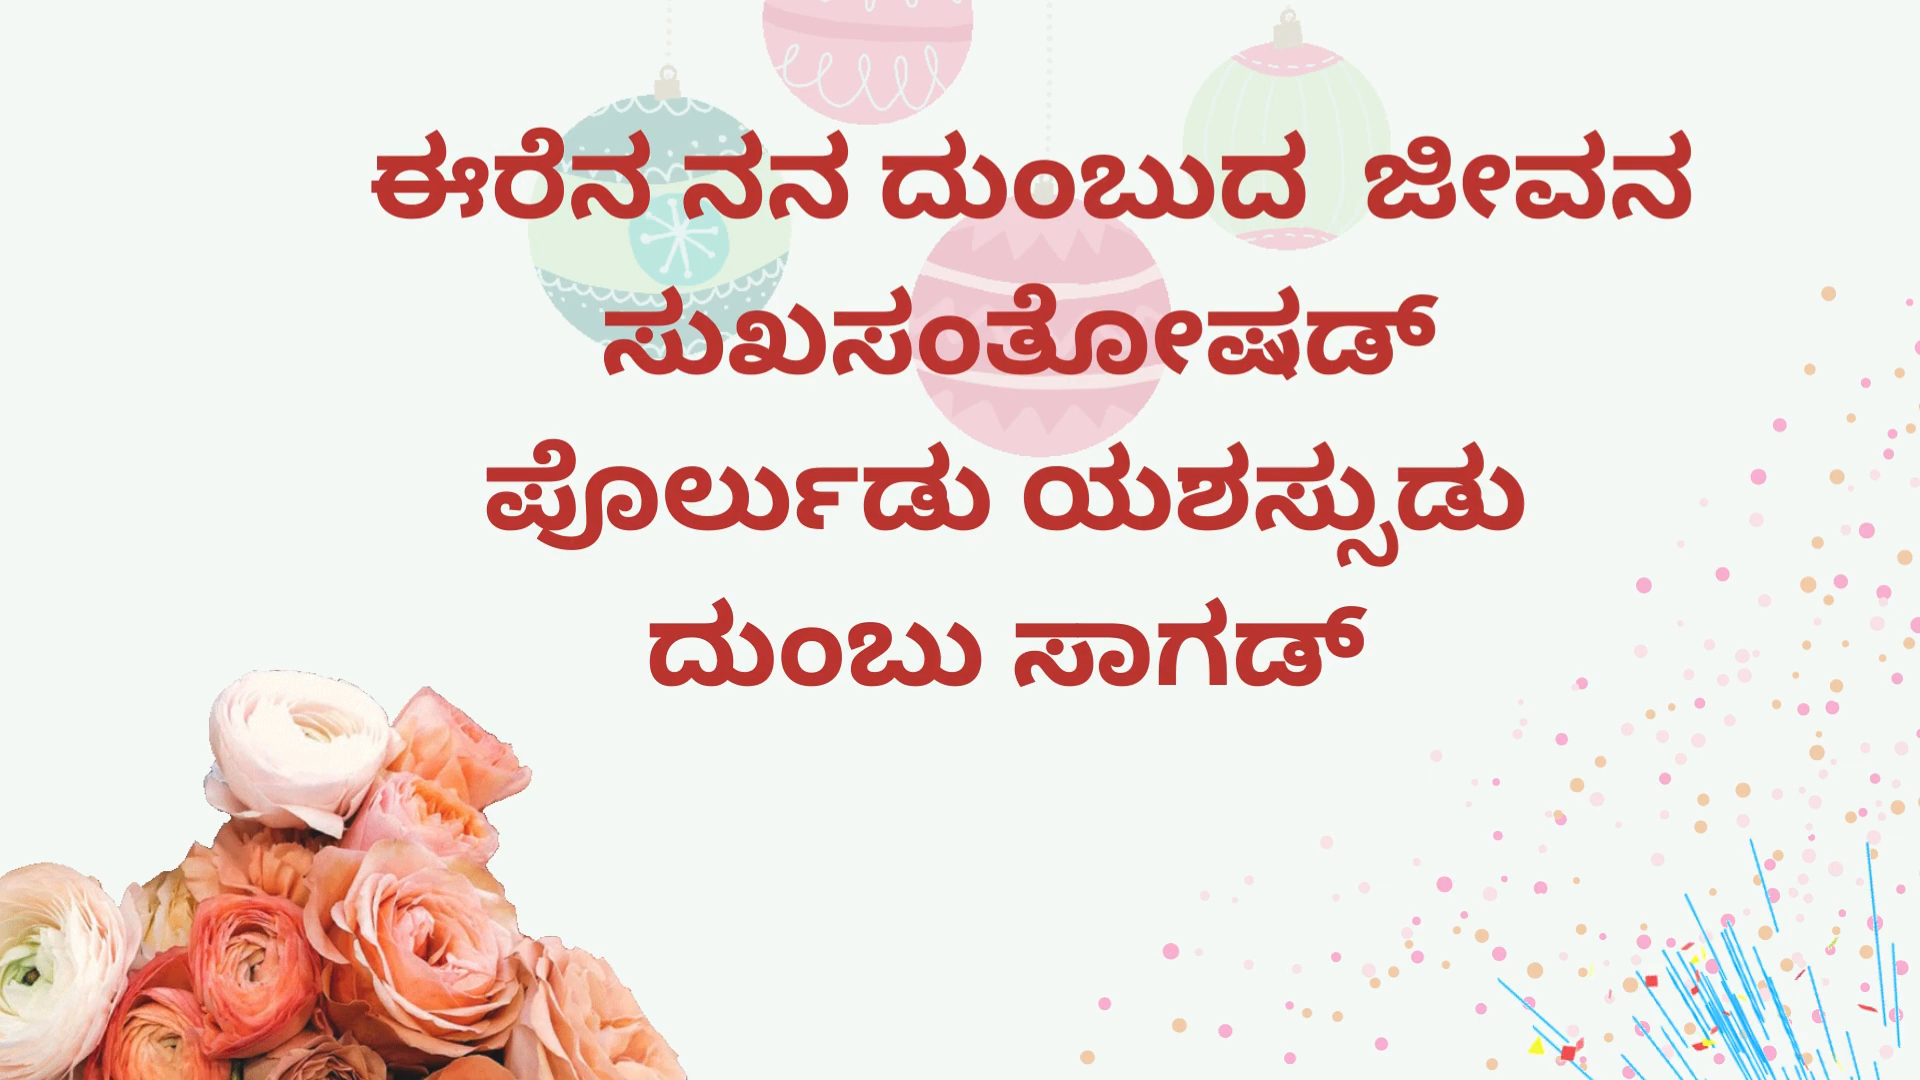 ಈರೆನ ನನ ದುಂಬುದ ಜೀವನ
ಸುಖಸಂತೋಷಡ್
ಪೊರ್ಲುಡು ಯಶಸ್ಸುಡು
ದುಂಬು ಸಾಗಡ್